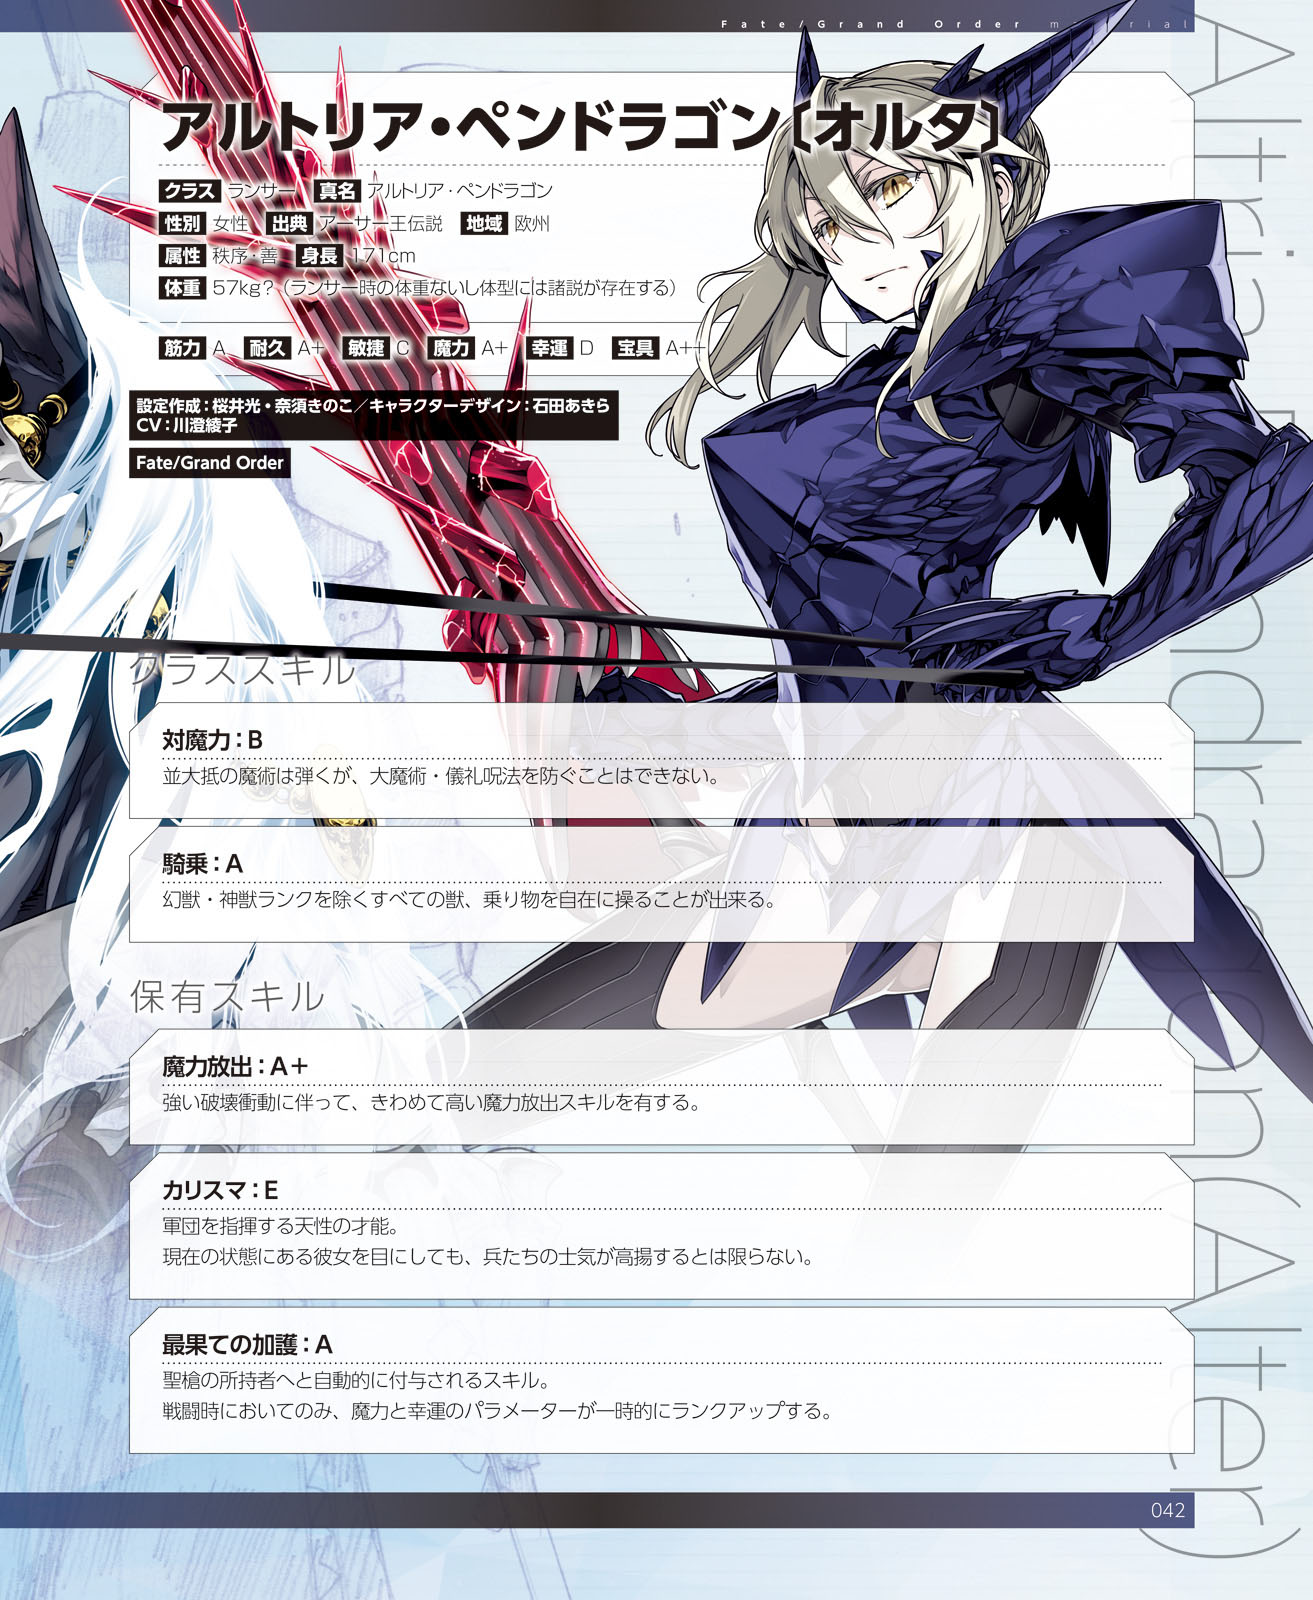 Fate/Grand Order material
アルトリア・ペンドラゴン〔オルタ〕
クラス ランサー 真名 アルトリア・ペンドラゴン
性別 女性 出典 アーサー王伝説 地域 欧州
属性 秩序・善 身長 171cm
体重 57kg?（ランサー時の体重ないし体型には諸説が存在する）
筋力 A 耐久 A+ 敏捷 C 魔力 A+ 幸運 D 宝具 A++
設定作成：桜井光・奈須きのこ／キャラクターデザイン：石田あきら
CV：川澄綾子
Fate/Grand Order
クラススキル
対魔力：B
並大抵の魔術は弾くが、大魔術・儀礼呪法を防ぐことはできない。
騎乗：A
幻獣・神獣ランクを除くすべての獣、乗り物を自在に操ることが出来る。
保有スキル
魔力放出：A＋
強い破壊衝動に伴って、きわめて高い魔力放出スキルを有する。
カリスマ：E
軍団を指揮する天性の才能。
現在の状態にある彼女を目にしても、兵たちの士気が高揚するとは限らない。
最果ての加護：A
聖槍の所持者へと自動的に付与されるスキル。
戦闘時においてのみ、魔力と幸運のパラメーターが一時的にランクアップする。
042
Altria Pendragon(Alter)